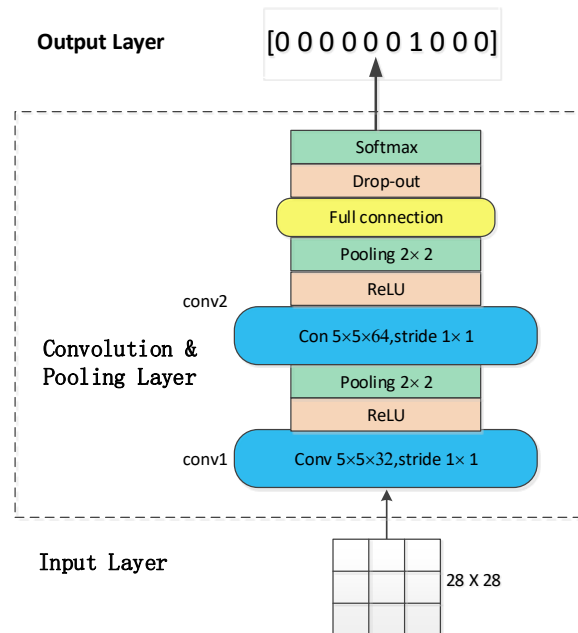 Output Layer
[0 0 0 0 0 0 1 0 0 0]
Softmax
Drop-out
Full connection
Pooling 2× 2
ReLU
conv2
Con 5×5×64,stride 1× 1
Convolution &
Pooling Layer
Pooling 2× 2
ReLU
conv1
Conv 5×5×32,stride 1× 1
Input Layer
28 X 28